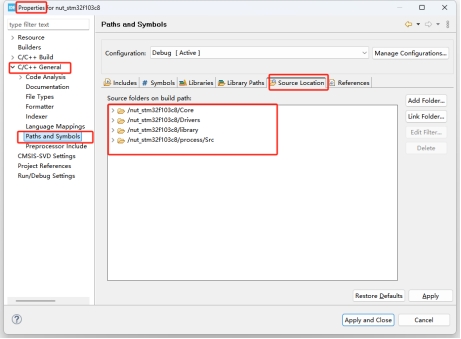 Properties for nut_stm32f103c8
type filter text
Paths and Symbols
Resource
Builders
C/C++ Build
C/C++ General
Code Analysis
Documentation
File Types
Formatter
Indexer
Language Mappings
Paths and Symbols
Preprocessor Include
CMSIS-SVD Settings
Project References
Run/Debug Settings
Configuration: Debug [ Active ] Manage Configurations...
Includes # Symbols Libraries Library Paths Source Location References
Source folders on build path:
/nut_stm32f103c8/Core
/nut_stm32f103c8/Drivers
/nut_stm32f103c8/library
/nut_stm32f103c8/process/Src
Add Folder...
Link Folder...
Edit Filter...
Delete
Restore Defaults Apply
? Apply and Close Cancel